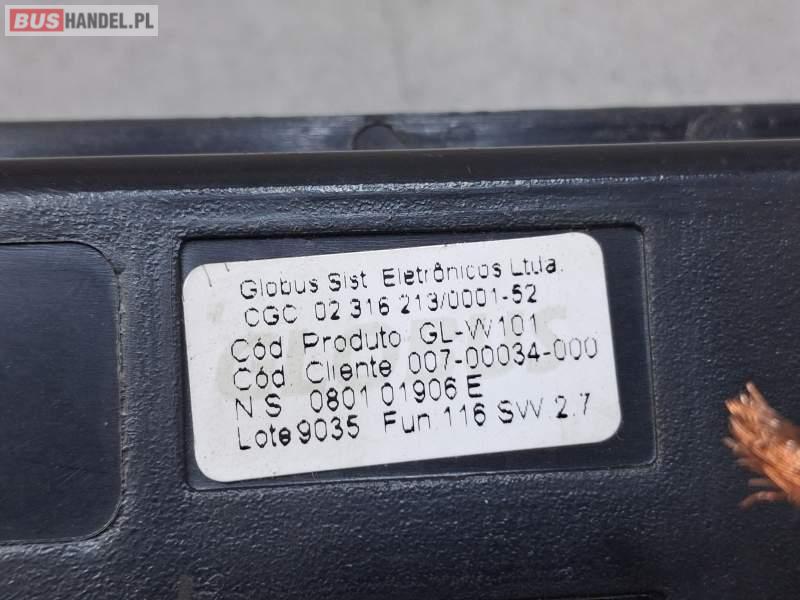 BUSHANDEL.PL
Globus Sist Eletrônicos Ltda.
CGC 02 316 213/0001-52
Cód Produto GL-W101
Cód. Cliente 007-00034-000
N S 0801 01906 E
Lote 9035 Fun 116 SW 2.7